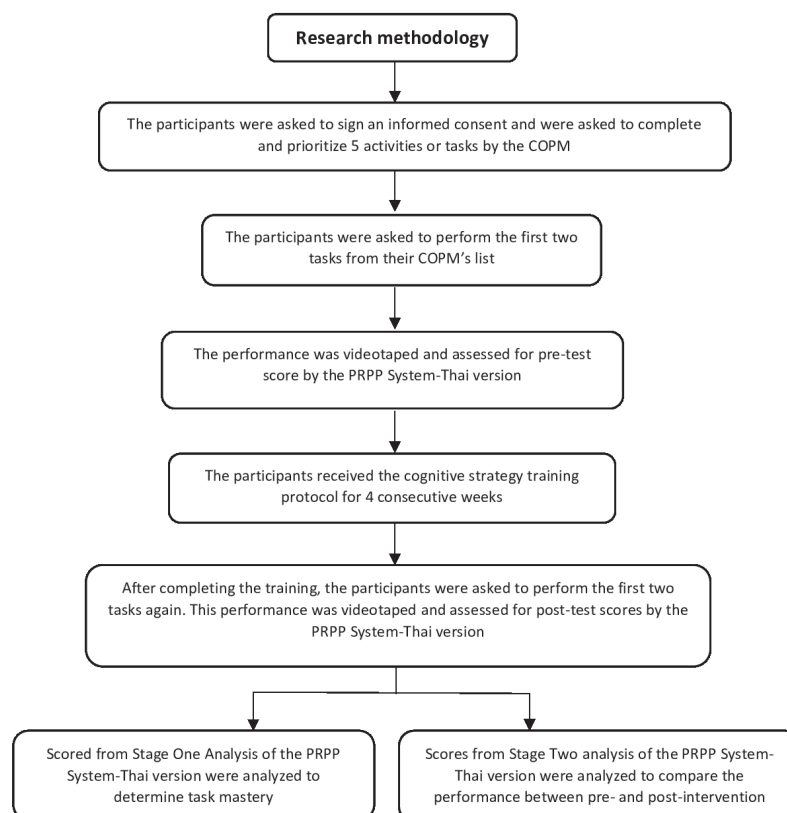 Research methodology
The participants were asked to sign an informed consent and were asked to complete
and prioritize 5 activities or tasks by the COPM
The participants were asked to perform the first two
tasks from their COPM's list
The performance was videotaped and assessed for pre-test
score by the PRPP System-Thai version
The participants received the cognitive strategy training
protocol for 4 consecutive weeks
After completing the training, the participants were asked to perform the first two
tasks again. This performance was videotaped and assessed for post-test scores by the
PRPP System-Thai version
Scored from Stage One Analysis of the PRPP
System-Thai version were analyzed to
determine task mastery
Scores from Stage Two analysis of the PRPP System-
Thai version were analyzed to compare the
performance between pre- and post-intervention